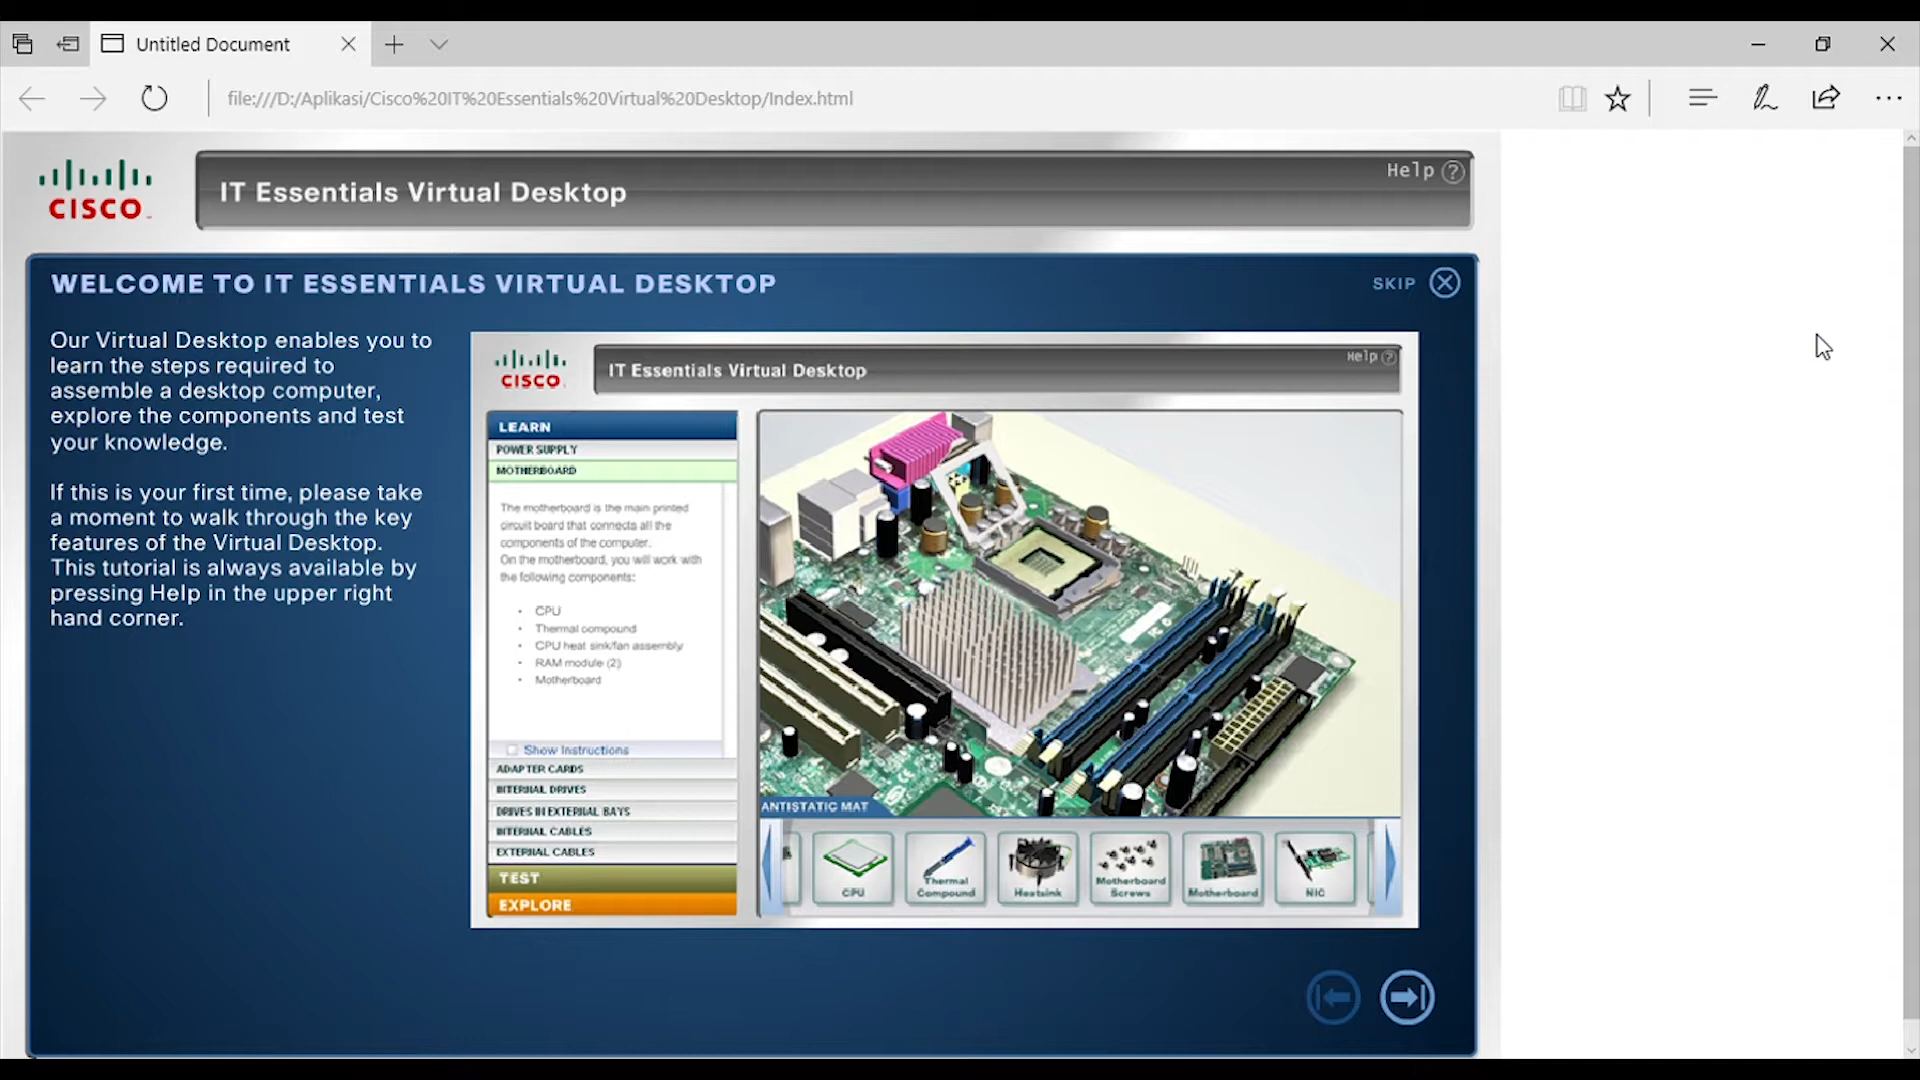 Untitled Document
file:///D:/Aplikasi/Cisco%20IT%20Essentials%20Virtual%20Desktop/Index.html
CISCO
IT Essentials Virtual Desktop
Help ?
WELCOME TO IT ESSENTIALS VIRTUAL DESKTOP
SKIP
Our Virtual Desktop enables you to
learn the steps required to
assemble a desktop computer,
explore the components and test
your knowledge.
If this is your first time, please take
a moment to walk through the key
features of the Virtual Desktop.
This tutorial is always available by
pressing Help in the upper right
hand corner.
CISCO
IT Essentials Virtual Desktop
Help ?
LEARN
POWER SUPPLY
MOTHERBOARD
The motherboard is the main printed
circuit board that connects all the
components of the computer.
On the motherboard, you will work with
the following components:
• CPU
• Thermal compound
• CPU heat sink/fan assembly
• RAM module (2)
• Motherboard
Show Instructions
ADAPTER CARDS
INTERNAL DRIVES
DRIVES IN EXTERNAL BAYS
INTERNAL CABLES
EXTERNAL CABLES
TEST
EXPLORE
ANTISTATIC MAT
CPU
Thermal
Compound
Heatsink
Motherboard
Screws
Motherboard
NIC